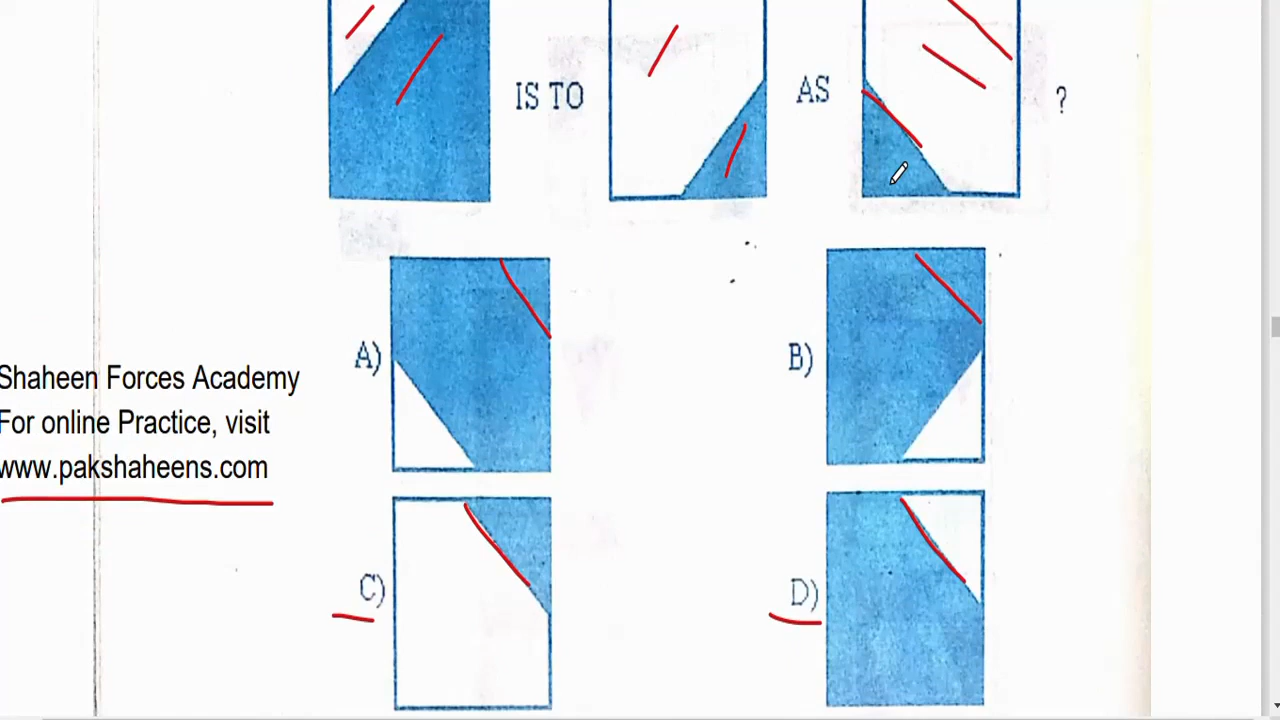 IS TO AS ?
A) B)
Shaheen Forces Academy
For online Practice, visit
www.pakshaheens.com
C) D)